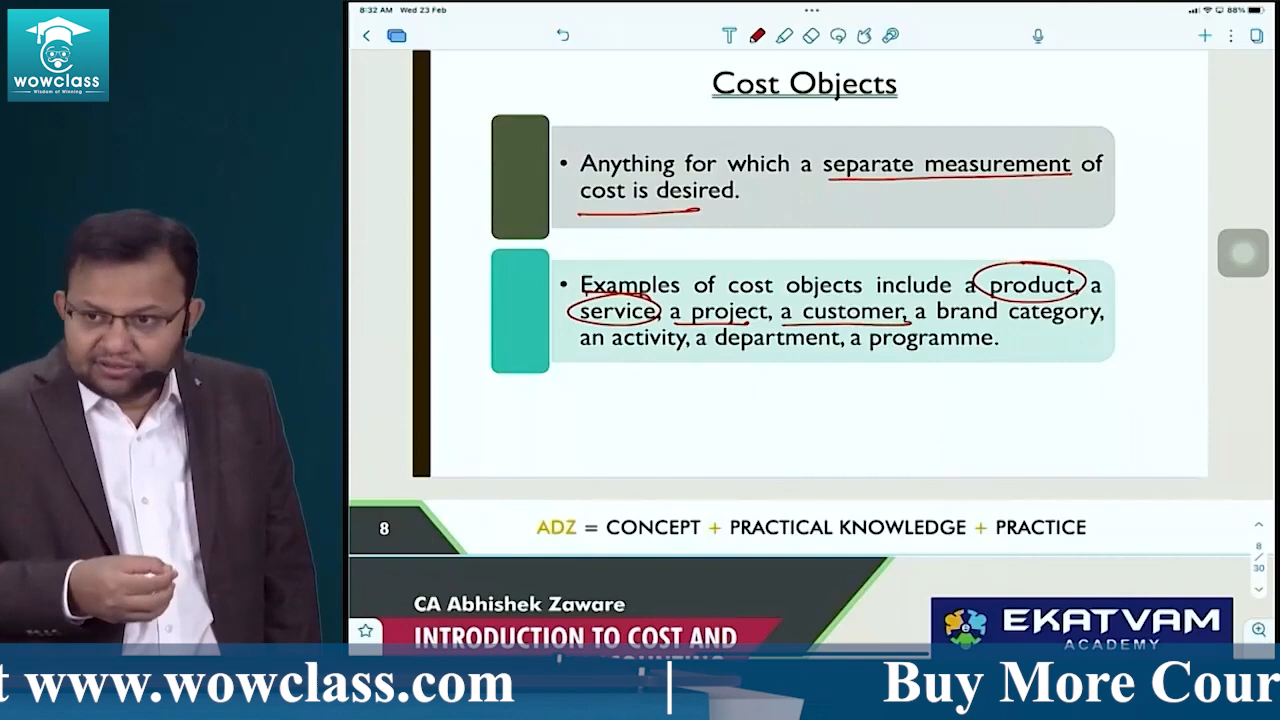 wowclass
Wisdom of Winning
8:32 AM Wed 23 Feb
88%
Cost Objects
• Anything for which a separate measurement of
cost is desired.
• Examples of cost objects include a product, a
service, a project, a customer, a brand category,
an activity, a department, a programme.
8
ADZ = CONCEPT + PRACTICAL KNOWLEDGE + PRACTICE
8
/
30
CA Abhishek Zaware
INTRODUCTION TO COST AND
EKATVAM
ACADEMY
www.wowclass.com | Buy More Cour